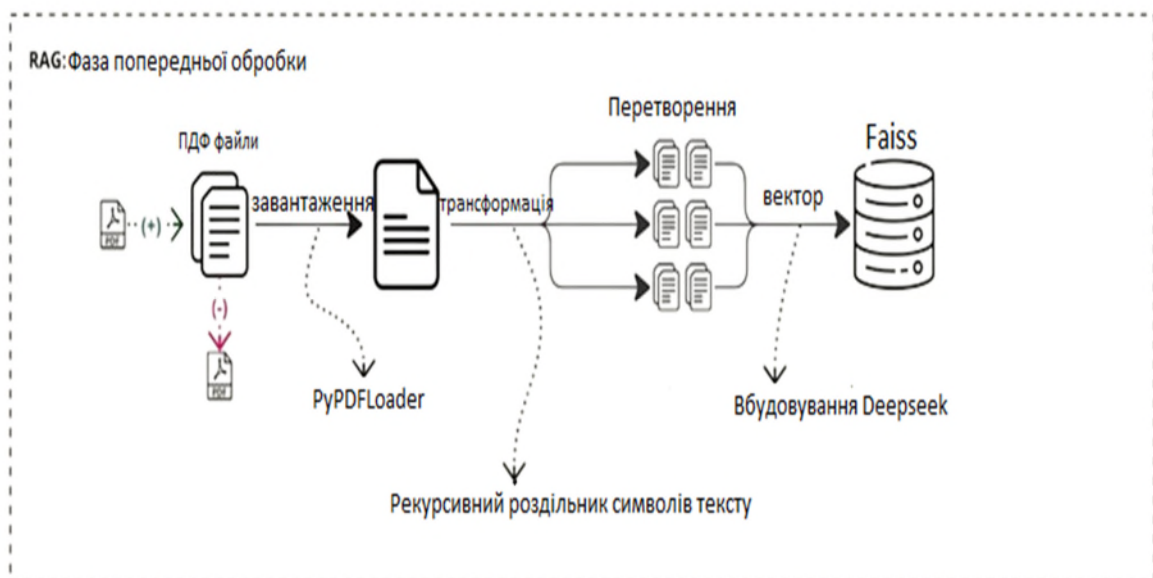 RAG:Фаза попередньої обробки
ПДФ файли
Перетворення
Faiss
завантаження
трансформація
вектор
(+)
PDF
(-)
PDF
PyPDFLoader
Вбудовування Deepseek
Рекурсивний роздільник символів тексту